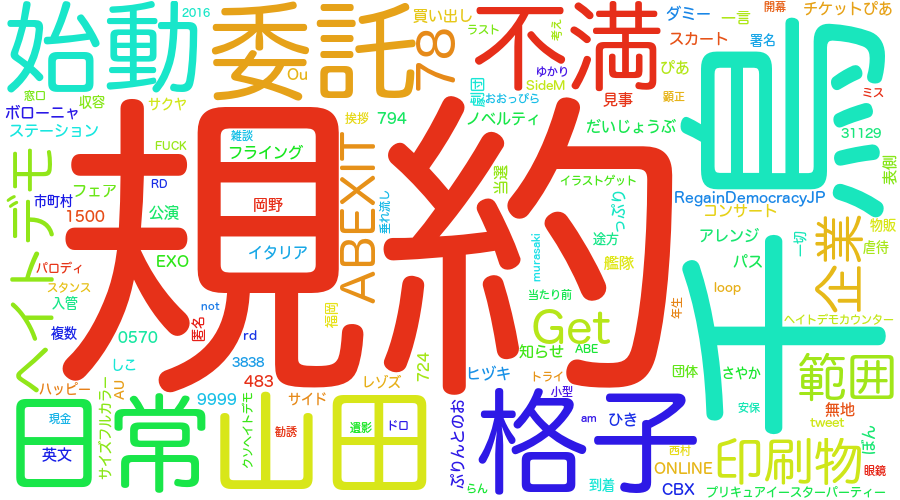 始動
2016
委託
買い出し
78
Ou
不満
ラスト
考え
ダミー
一言
開幕
チケットぴあ
スカート
署名
ぴあ
ゆかり
SideM
劇団
おおっぴら
見事
顕正
ミス
窓口
収容
サクヤ
ボローニャ
ステーション
挨拶
794
ノベルティ
だいじょうぶ
31129
FUCK
雑談
フライング
ABEXIT
当選
イラストゲット
表側
ヘイトデモ
市町村
RD
フェア
1500
公演
岡野
垂れ流し
RegainDemocracyJP
コンサート
物販
規約
イタリア
っぷり
途方
アレンジ
一切
企業
虐待
EXO
パロディ
スタンス
入管
複数
not
匿名
福岡
murasaki
艦隊
パス
loop
年生
当たり前
0570
rd
Get
知らせ
ABE
ヘイトデモカウンター
しこ
3838
724
ヒヅキ
トライ
団体
さやか
範囲
ハッピー
AU
サイズフルカラー
9999
483
サイド
レゾズ
小型
無地
安保
tweet
日常
現金
英文
クソヘイトデモ
勧誘
山田
遺影
ドロ
ぷりんとのお
格子
am
ひき
西村
印刷物
ぽん
眼鏡
ONLINE
らん
到着
CBX
プリキュアイースターパーティー